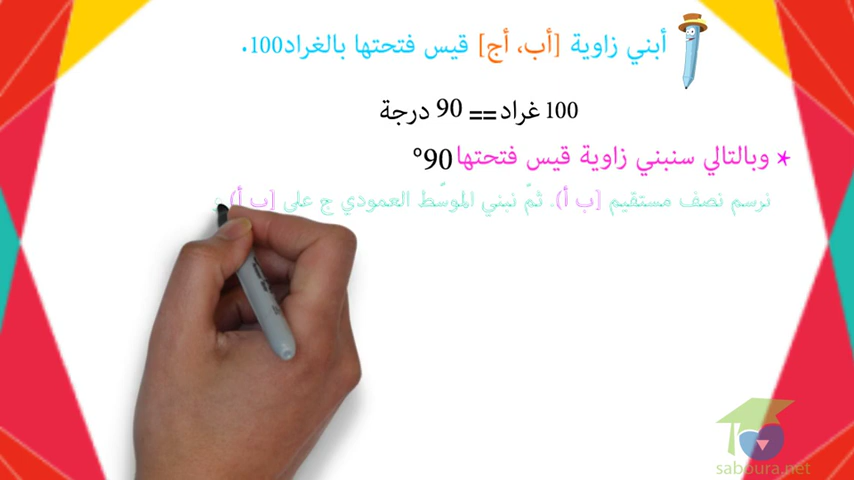 أبني زاوية [أب، أج] قيس فتحتها بالغراد100.
100 غراد == 90 درجة
* وبالتالي سنبني زاوية قيس فتحتها 90°
نرسم نصف مستقيم [ب أ). ثمّ نبني الموسّط العمودي ج على [ب أ)
saboura.net